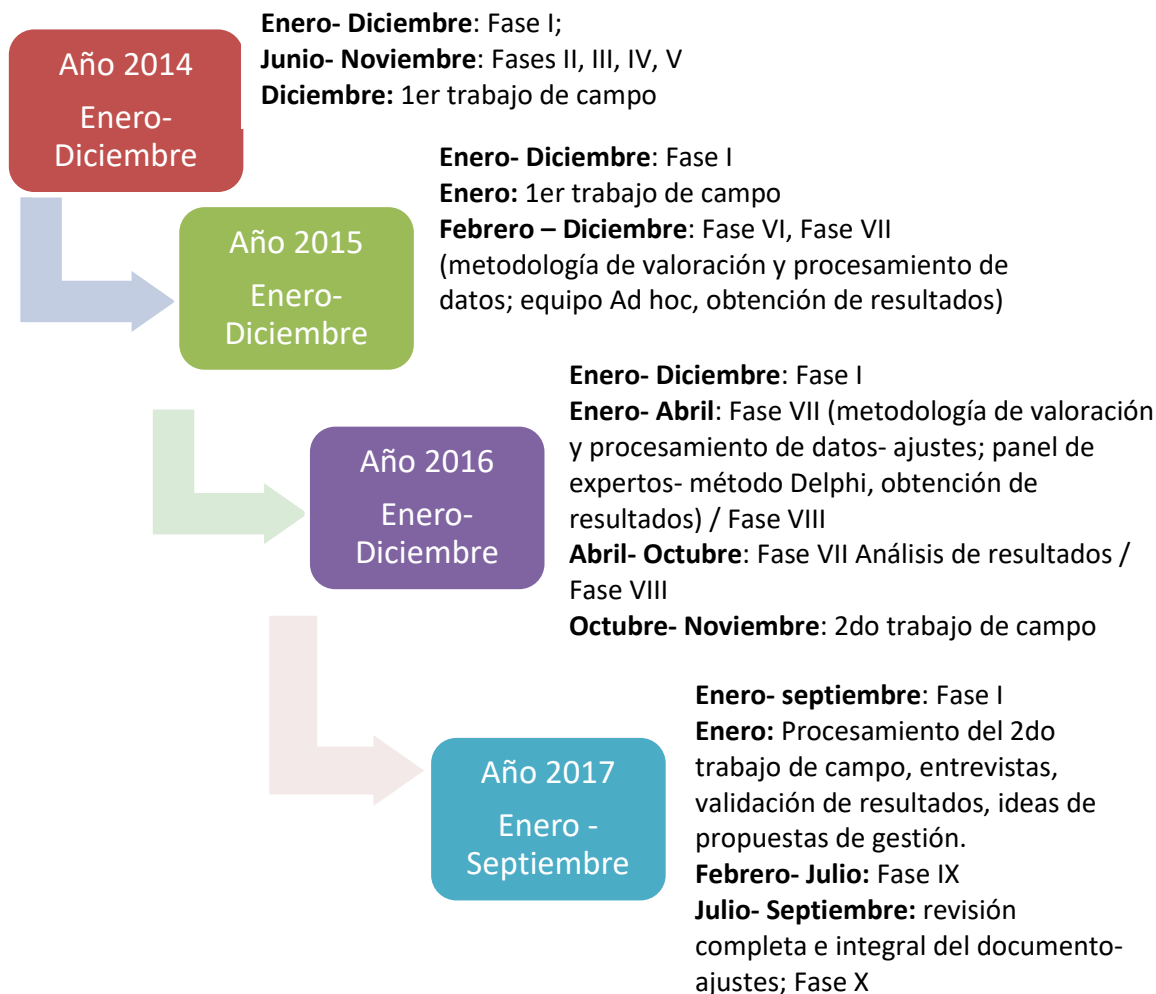 Año 2014
Enero-
Diciembre
Enero- Diciembre: Fase I;
Junio- Noviembre: Fases II, III, IV, V
Diciembre: 1er trabajo de campo
Año 2015
Enero-
Diciembre
Enero- Diciembre: Fase I
Enero: 1er trabajo de campo
Febrero – Diciembre: Fase VI, Fase VII
(metodología de valoración y procesamiento de
datos; equipo Ad hoc, obtención de resultados)
Año 2016
Enero-
Diciembre
Enero- Diciembre: Fase I
Enero- Abril: Fase VII (metodología de valoración
y procesamiento de datos- ajustes; panel de
expertos- método Delphi, obtención de
resultados) / Fase VIII
Abril- Octubre: Fase VII Análisis de resultados /
Fase VIII
Octubre- Noviembre: 2do trabajo de campo
Año 2017
Enero -
Septiembre
Enero- septiembre: Fase I
Enero: Procesamiento del 2do
trabajo de campo, entrevistas,
validación de resultados, ideas de
propuestas de gestión.
Febrero- Julio: Fase IX
Julio- Septiembre: revisión
completa e integral del documento-
ajustes; Fase X